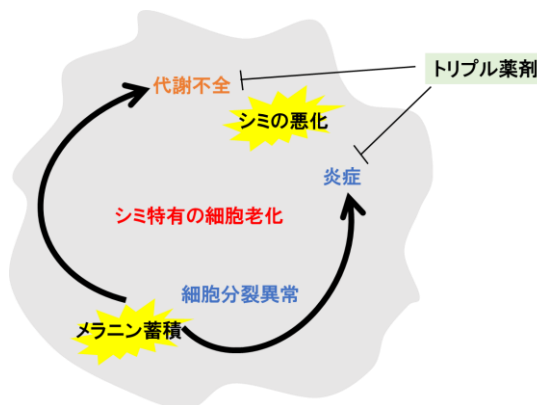 トリプル薬剤
代謝不全
シミの悪化
炎症
シミ特有の細胞老化
細胞分裂異常
メラニン蓄積